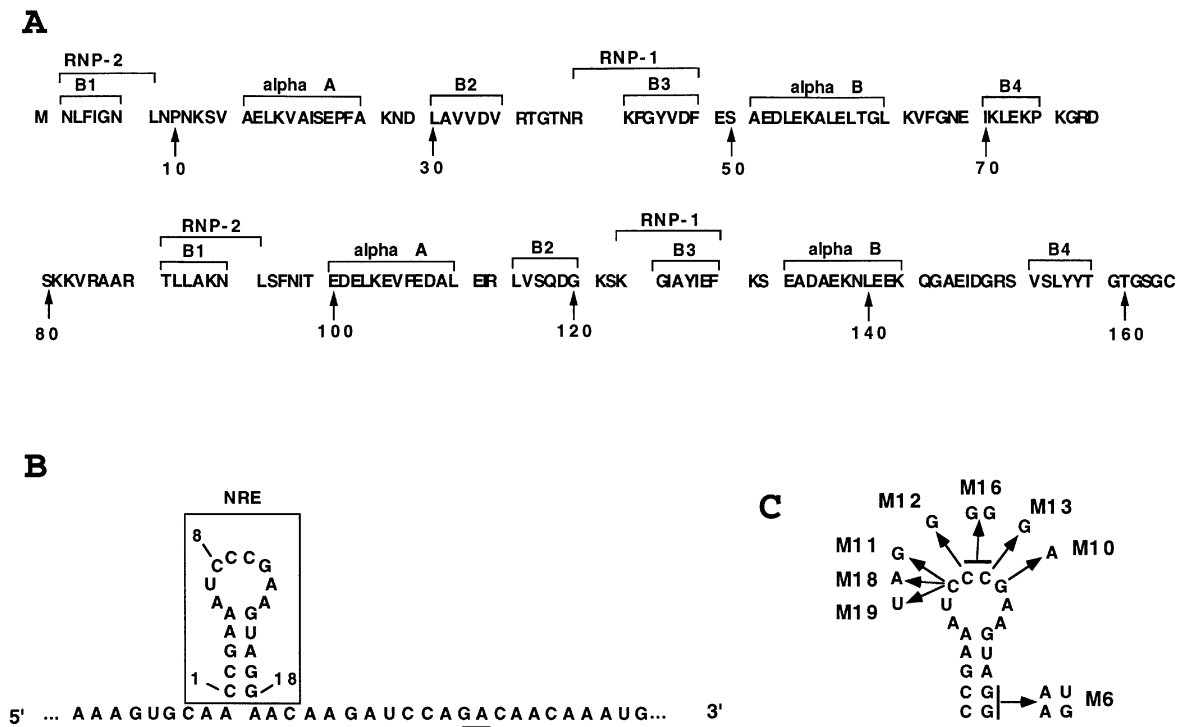 A
RNP-2 RNP-1
B1 alpha A B2 B3 alpha B B4
M NLFIGN LNPNKSV AELKVAISEPFA KND LAVVDV RTGTNR KFGYVDF ES AEDLEKALELTGL KVFGNE IKLEKP KGRD
10 30 50 70
RNP-2 RNP-1
B1 alpha A B2 B3 alpha B B4
SKKVRAAR TLLAKN LSFNIT EDELKEVFEDAL EIR LVSQDG KSK GIAYIEF KS EADAEKNLEEK QGAEIDGRS VSLYYT GTGSGC
80 100 120 140 160
B
NRE
8
C C C G
U C A
A A
A G
A U
G A
C G
1 C G 18
5' ... A A A G U G C A A A A C A A G A U C C A G A C A A C A A A U G... 3'
C
M16
M12 G G M13
G G
M11 G A M10
M18 A C C C G
M19 U U A
A A
A G
A U
G A
C G A U M6
C G A G